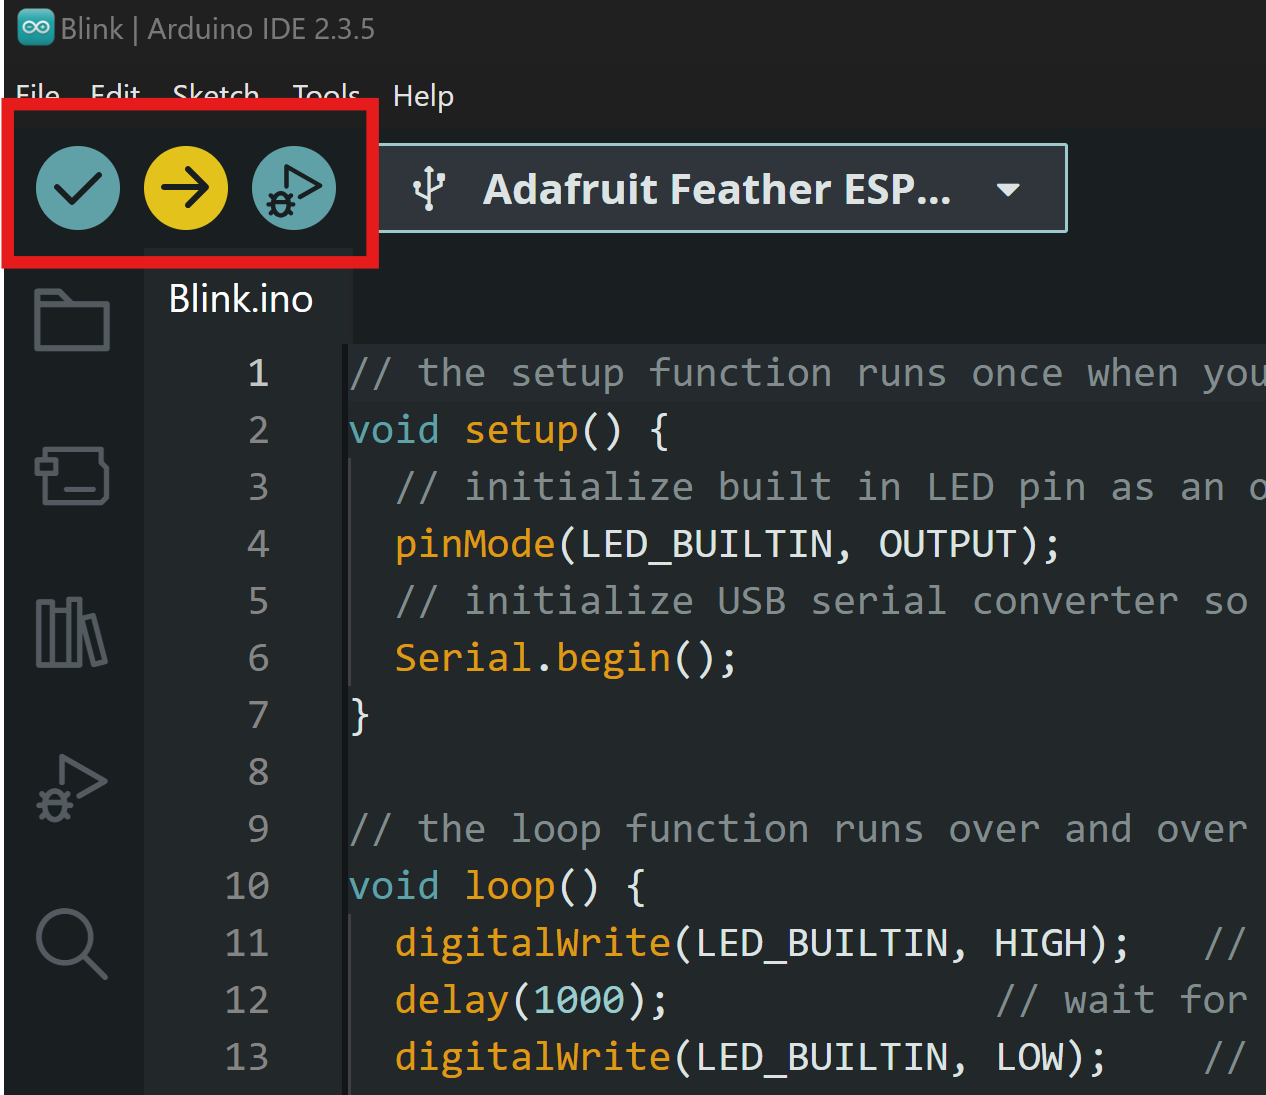 Blink | Arduino IDE 2.3.5
File Edit Sketch Tools Help
Adafruit Feather ESP...
Blink.ino
1 // the setup function runs once when you
2 void setup() {
3 // initialize built in LED pin as an o
4 pinMode(LED_BUILTIN, OUTPUT);
5 // initialize USB serial converter so
6 Serial.begin();
7 }
8
9 // the loop function runs over and over
10 void loop() {
11 digitalWrite(LED_BUILTIN, HIGH); //
12 delay(1000); // wait for
13 digitalWrite(LED_BUILTIN, LOW); //